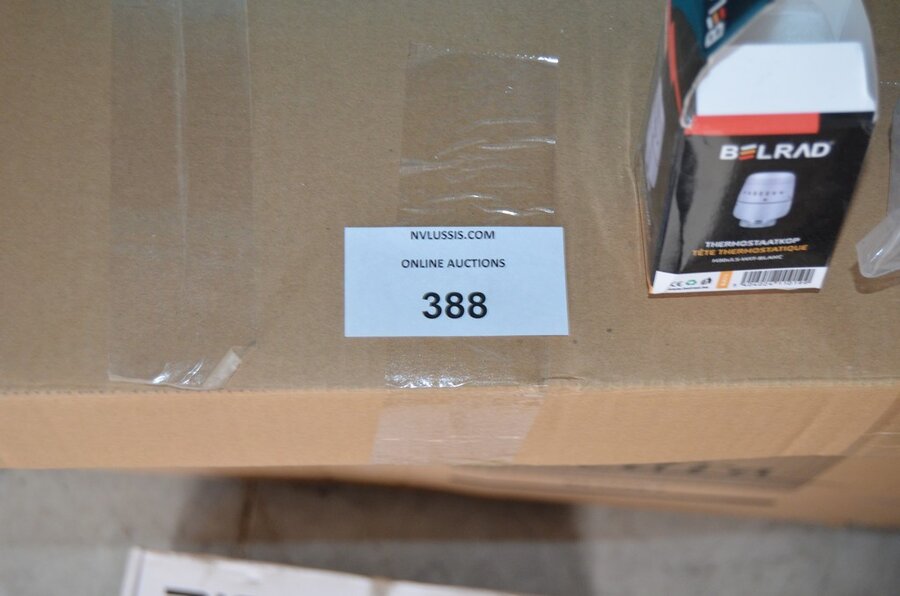 NVLUSSIS.COM
ONLINE AUCTIONS
388
BELRAD
THERMOSTAATKOP
TÊTE THERMOSTATIQUE